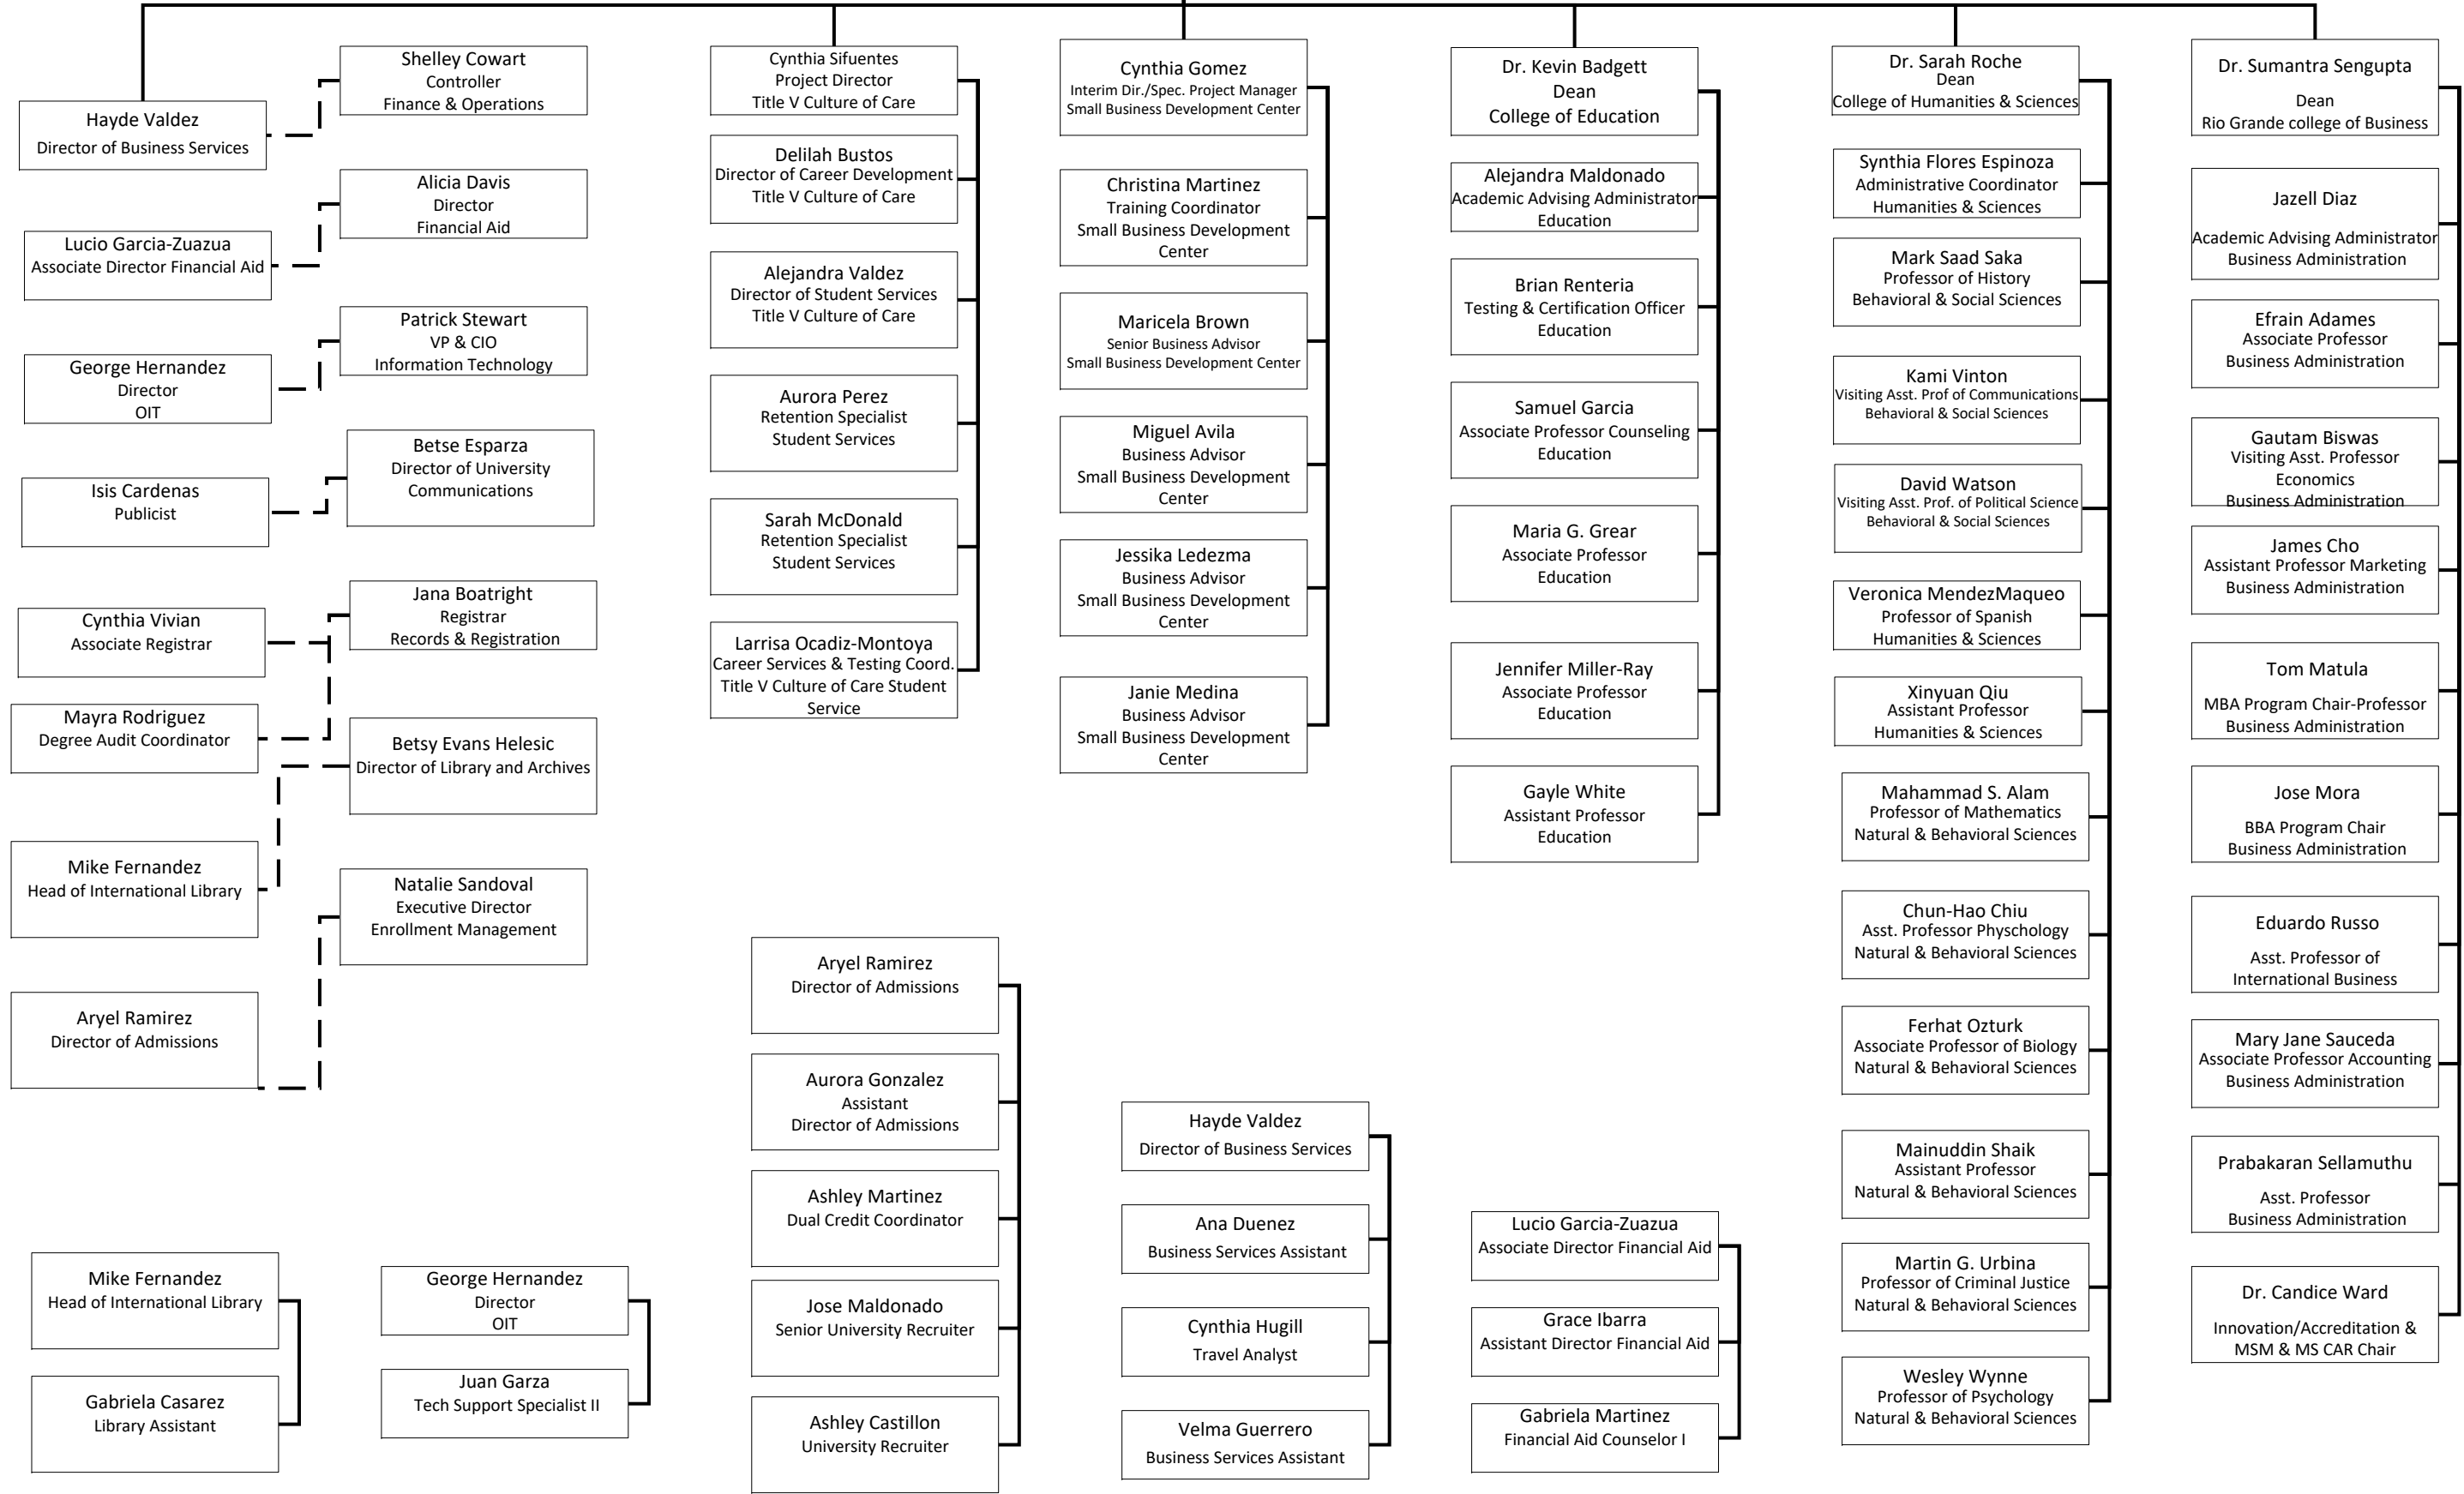 Hayde Valdez
Director of Business Services
Shelley Cowart
Controller
Finance & Operations
Lucio Garcia-Zuazua
Associate Director Financial Aid
Alicia Davis
Director
Financial Aid
George Hernandez
Director
OIT
Patrick Stewart
VP & CIO
Information Technology
Isis Cardenas
Publicist
Betse Esparza
Director of University
Communications
Cynthia Vivian
Associate Registrar
Jana Boatright
Registrar
Records & Registration
Mayra Rodriguez
Degree Audit Coordinator
Betsy Evans Helesic
Director of Library and Archives
Mike Fernandez
Head of International Library
Natalie Sandoval
Executive Director
Enrollment Management
Aryel Ramirez
Director of Admissions
Cynthia Sifuentes
Project Director
Title V Culture of Care
Delilah Bustos
Director of Career Development
Title V Culture of Care
Alejandra Valdez
Director of Student Services
Title V Culture of Care
Aurora Perez
Retention Specialist
Student Services
Sarah McDonald
Retention Specialist
Student Services
Larrisa Ocadiz-Montoya
Career Services & Testing Coord.
Title V Culture of Care Student
Service
Cynthia Gomez
Interim Dir./Spec. Project Manager
Small Business Development Center
Christina Martinez
Training Coordinator
Small Business Development
Center
Maricela Brown
Senior Business Advisor
Small Business Development Center
Miguel Avila
Business Advisor
Small Business Development
Center
Jessika Ledezma
Business Advisor
Small Business Development
Center
Janie Medina
Business Advisor
Small Business Development
Center
Dr. Kevin Badgett
Dean
College of Education
Alejandra Maldonado
Academic Advising Administrator
Education
Brian Renteria
Testing & Certification Officer
Education
Samuel Garcia
Associate Professor Counseling
Education
Maria G. Grear
Associate Professor
Education
Jennifer Miller-Ray
Associate Professor
Education
Gayle White
Assistant Professor
Education
Dr. Sarah Roche
Dean
College of Humanities & Sciences
Synthia Flores Espinoza
Administrative Coordinator
Humanities & Sciences
Mark Saad Saka
Professor of History
Behavioral & Social Sciences
Kami Vinton
Visiting Asst. Prof of Communications
Behavioral & Social Sciences
David Watson
Visiting Asst. Prof. of Political Science
Behavioral & Social Sciences
Veronica MendezMaqueo
Professor of Spanish
Humanities & Sciences
Xinyuan Qiu
Assistant Professor
Humanities & Sciences
Mahammad S. Alam
Professor of Mathematics
Natural & Behavioral Sciences
Chun-Hao Chiu
Asst. Professor Physchology
Natural & Behavioral Sciences
Ferhat Ozturk
Associate Professor of Biology
Natural & Behavioral Sciences
Mainuddin Shaik
Assistant Professor
Natural & Behavioral Sciences
Martin G. Urbina
Professor of Criminal Justice
Natural & Behavioral Sciences
Wesley Wynne
Professor of Psychology
Natural & Behavioral Sciences
Dr. Sumantra Sengupta
Dean
Rio Grande college of Business
Jazell Diaz
Academic Advising Administrator
Business Administration
Efrain Adames
Associate Professor
Business Administration
Gautam Biswas
Visiting Asst. Professor
Economics
Business Administration
James Cho
Assistant Professor Marketing
Business Administration
Tom Matula
MBA Program Chair-Professor
Business Administration
Jose Mora
BBA Program Chair
Business Administration
Eduardo Russo
Asst. Professor of
International Business
Mary Jane Sauceda
Associate Professor Accounting
Business Administration
Prabakaran Sellamuthu
Asst. Professor
Business Administration
Dr. Candice Ward
Innovation/Accreditation &
MSM & MS CAR Chair
Mike Fernandez
Head of International Library
Gabriela Casarez
Library Assistant
George Hernandez
Director
OIT
Juan Garza
Tech Support Specialist II
Aryel Ramirez
Director of Admissions
Aurora Gonzalez
Assistant
Director of Admissions
Ashley Martinez
Dual Credit Coordinator
Jose Maldonado
Senior University Recruiter
Ashley Castillon
University Recruiter
Hayde Valdez
Director of Business Services
Ana Duenez
Business Services Assistant
Cynthia Hugill
Travel Analyst
Velma Guerrero
Business Services Assistant
Lucio Garcia-Zuazua
Associate Director Financial Aid
Grace Ibarra
Assistant Director Financial Aid
Gabriela Martinez
Financial Aid Counselor I